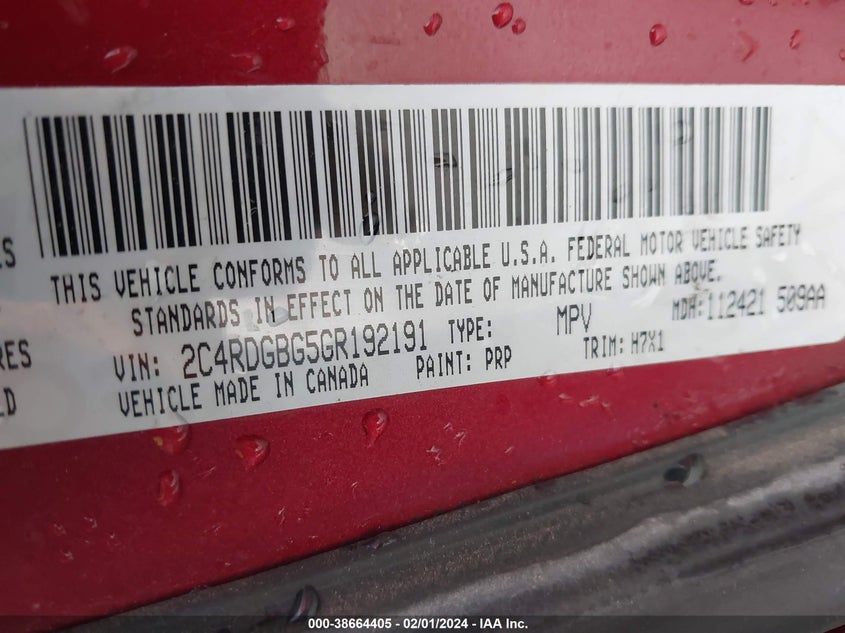 THIS VEHICLE CONFORMS TO ALL APPLICABLE U.S.A. FEDERAL MOTOR VEHICLE SAFETY
STANDARDS IN EFFECT ON THE DATE OF MANUFACTURE SHOWN ABOVE.
RES
VIN: 2C4RDGBG5GR192191 TYPE: MPV MDH:112421 509AA
VEHICLE MADE IN CANADA PAINT: PRP TRIM: H7X1
000-38664405 - 02/01/2024 - IAA Inc.